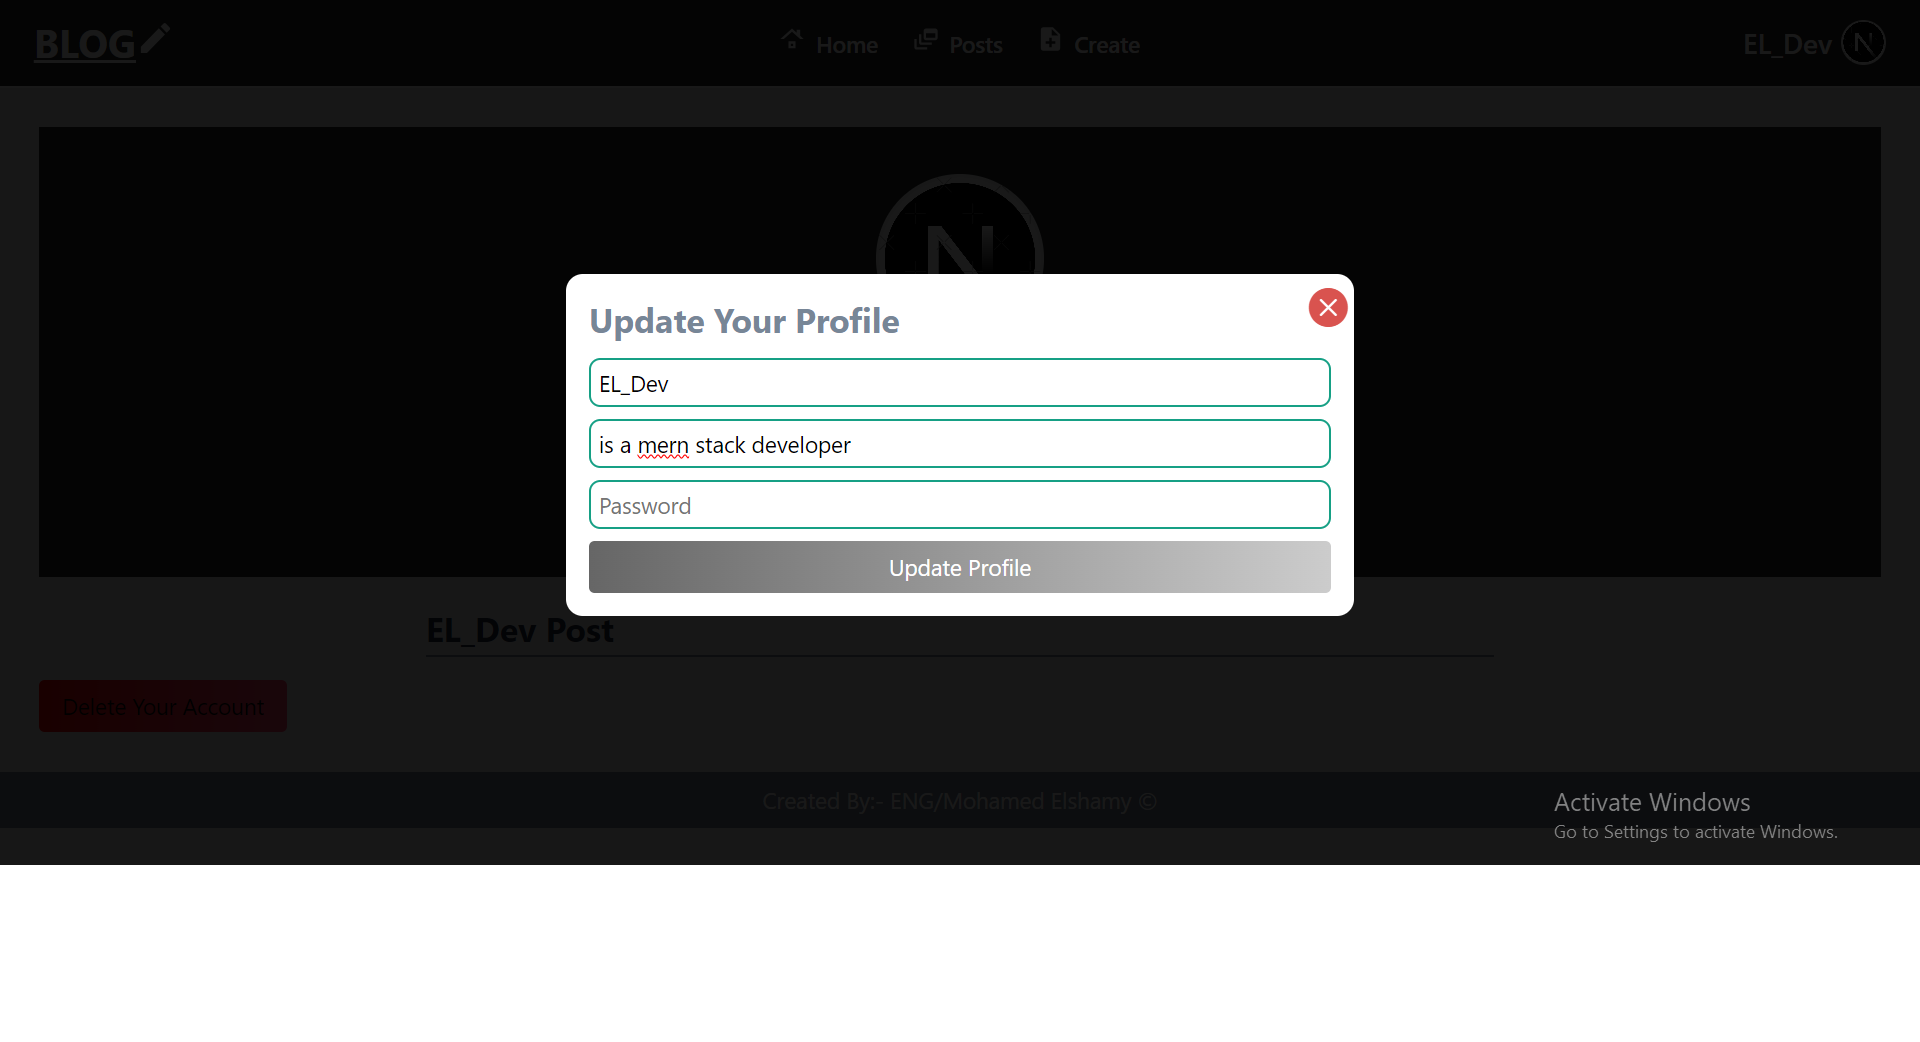 BLOG
Home
Posts
Create
EL_Dev
N
N
Update Your Profile
EL_Dev
is a mern stack developer
Password
Update Profile
EL_Dev Post
Delete Your Account
Created By:- ENG/Mohamed Elshamy ©
Activate Windows
Go to Settings to activate Windows.